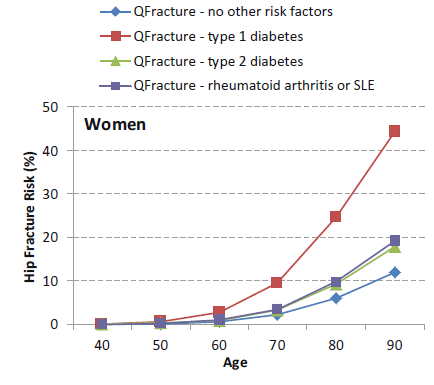 QFracture - no other risk factors
QFracture - type 1 diabetes
QFracture - type 2 diabetes
QFracture - rheumatoid arthritis or SLE
Women
Hip Fracture Risk (%)
50
40
30
20
10
0
40 50 60 70 80 90
Age